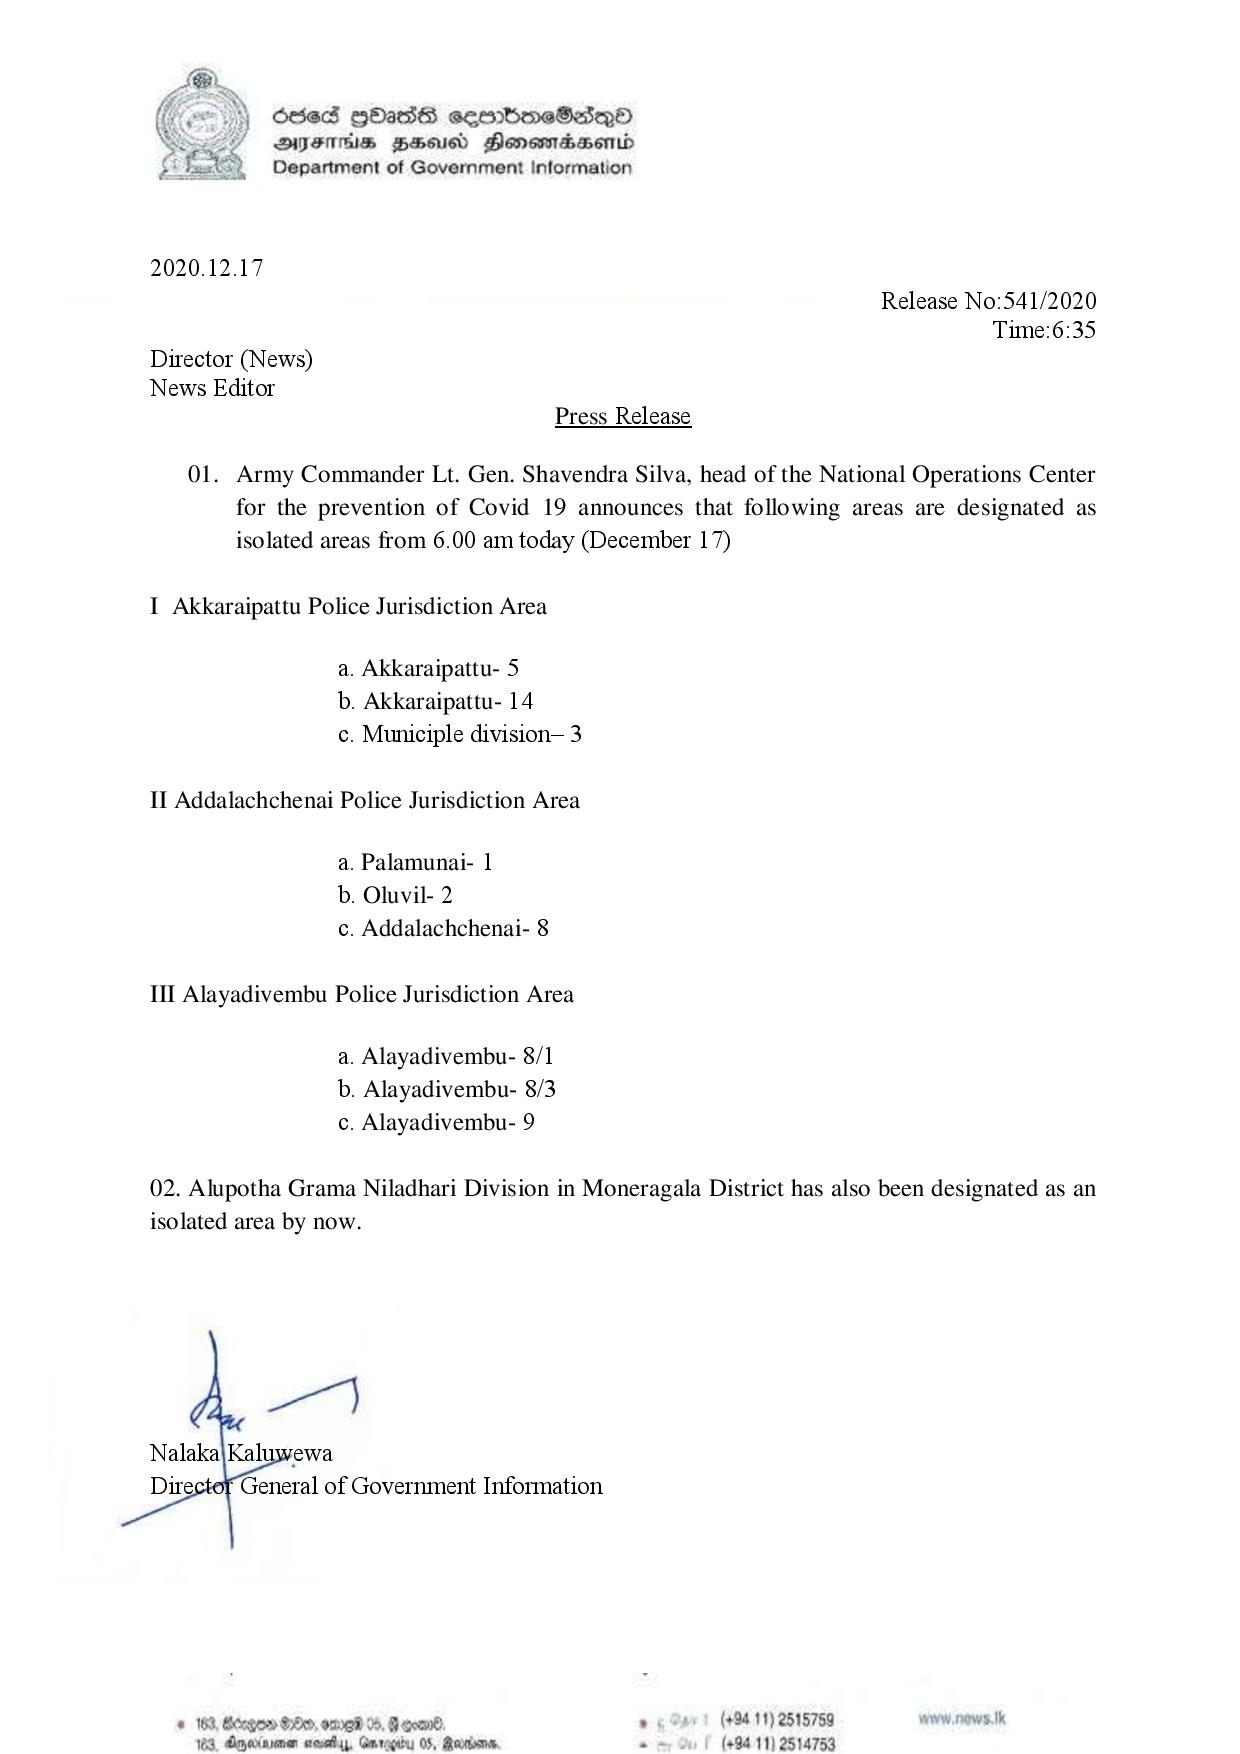 රජයේ ප්‍රවෘත්ති දෙපාර්තමේන්තුව
அரசாங்க தகவல் திணைக்களம்
Department of Government Information
2020.12.17
Release No:541/2020
Time:6:35
Director (News)
News Editor
Press Release
01. Army Commander Lt. Gen. Shavendra Silva, head of the National Operations Center
for the prevention of Covid 19 announces that following areas are designated as
isolated areas from 6.00 am today (December 17)
I Akkaraipattu Police Jurisdiction Area
a. Akkaraipattu- 5
b. Akkaraipattu- 14
c. Municiple division– 3
II Addalachchenai Police Jurisdiction Area
a. Palamunai- 1
b. Oluvil- 2
c. Addalachchenai- 8
III Alayadivembu Police Jurisdiction Area
a. Alayadivembu- 8/1
b. Alayadivembu- 8/3
c. Alayadivembu- 9
02. Alupotha Grama Niladhari Division in Moneragala District has also been designated as an
isolated area by now.
Nalaka Kaluwewa
Director General of Government Information
163, කිරුළපන මාවත, කොළඹ 05, ශ්‍රී ලංකාව.
163, கிருலப்பனை எவனியூ, கொழும்பு 05, இலங்கை.
(+94 11) 2515759
(+94 11) 2514753
www.news.lk